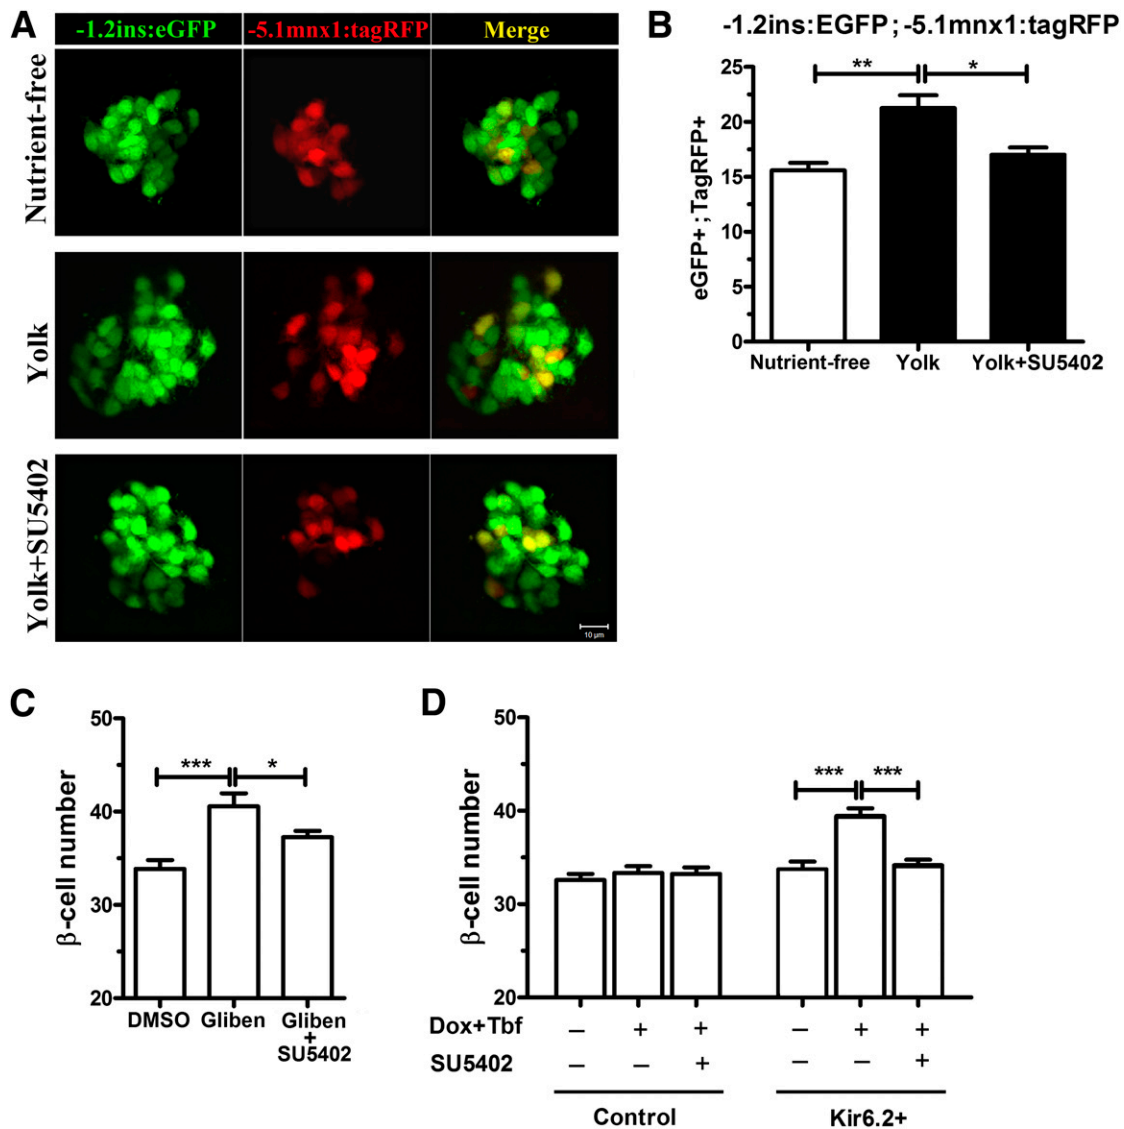 A
-1.2ins:eGFP -5.1mnx1:tagRFP Merge
Nutrient-free
Yolk
Yolk+SU5402
10 μm
B
-1.2ins:EGFP ; -5.1mnx1:tagRFP
** *
25
20
15
10
5
0
eGFP+ ; TagRFP+
Nutrient-free Yolk Yolk+SU5402
C
50
40
30
20
β-cell number
*** *
DMSO Gliben Gliben
+
SU5402
D
50
40
30
20
β-cell number
*** ***
Dox+Tbf – + + – + +
SU5402 – – + – – +
Control Kir6.2+